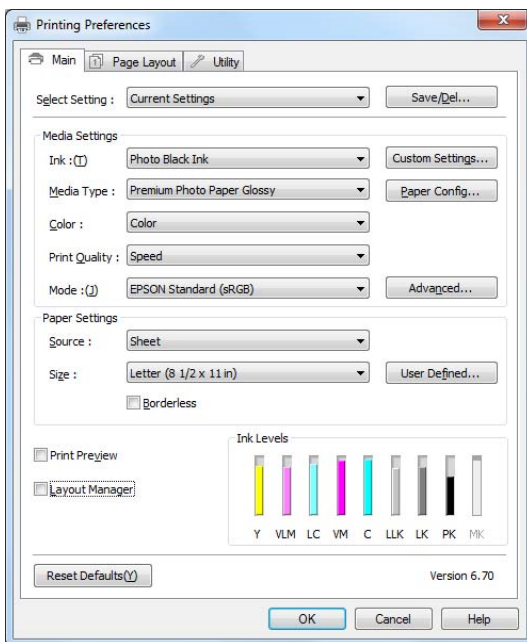 Printing Preferences
Main
1
Page Layout
Utility
Select Setting : Current Settings Save/Del...
Media Settings
Ink :(T) Photo Black Ink Custom Settings...
Media Type : Premium Photo Paper Glossy Paper Config...
Color : Color
Print Quality : Speed
Mode :(J) EPSON Standard (sRGB) Advanced...
Paper Settings
Source : Sheet
Size : Letter (8 1/2 x 11 in) User Defined...
Borderless
Print Preview
Layout Manager
Ink Levels
Y VLM LC VM C LLK LK PK MK
Reset Defaults(Y) Version 6.70
OK Cancel Help